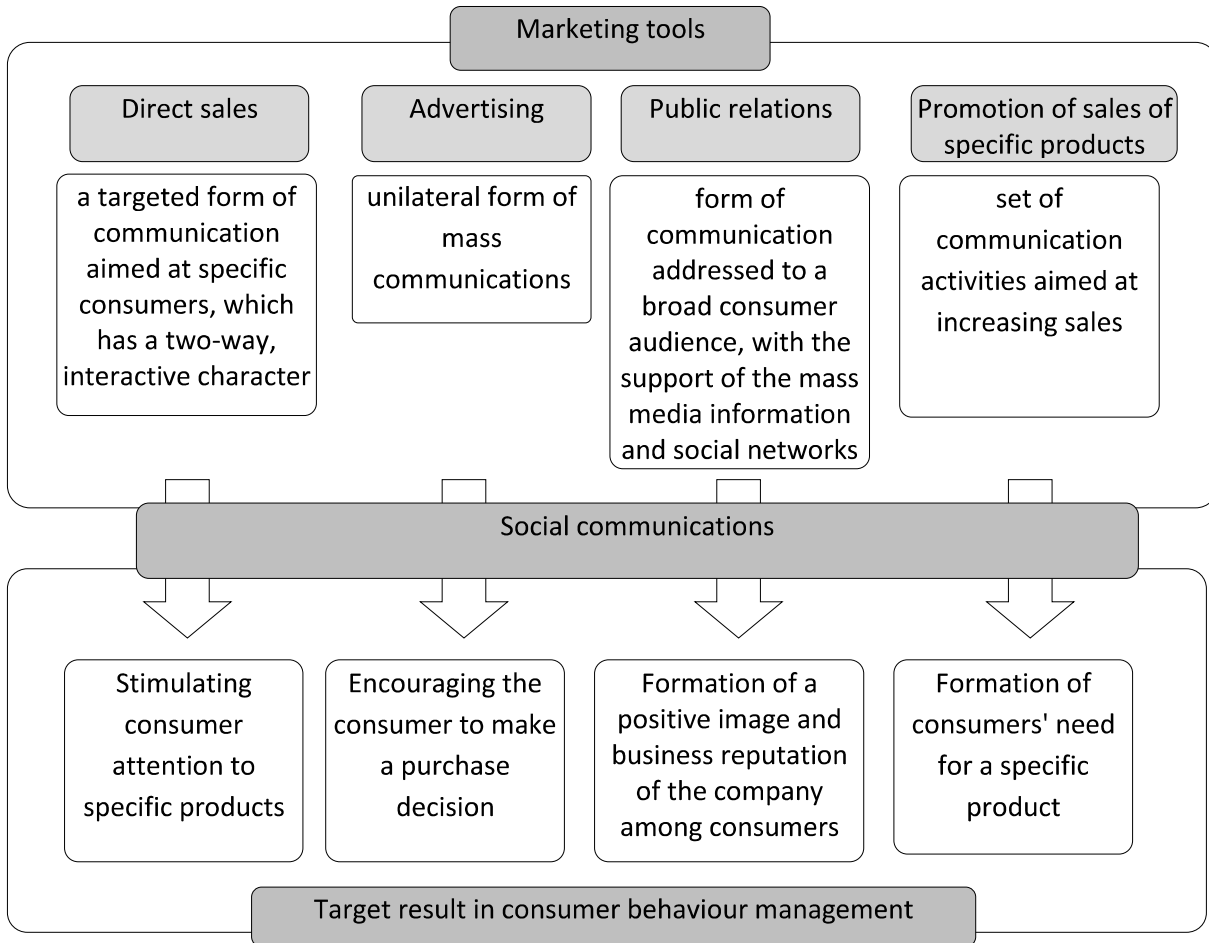 Marketing tools
Direct sales
a targeted form of
communication
aimed at specific
consumers, which
has a two-way,
interactive character
Advertising
unilateral form of
mass
communications
Public relations
form of
communication
addressed to a
broad consumer
audience, with the
support of the mass
media information
and social networks
Promotion of sales of
specific products
set of
communication
activities aimed at
increasing sales
Social communications
Stimulating
consumer
attention to
specific products
Encouraging the
consumer to make
a purchase
decision
Formation of a
positive image and
business reputation
of the company
among consumers
Formation of
consumers' need
for a specific
product
Target result in consumer behaviour management